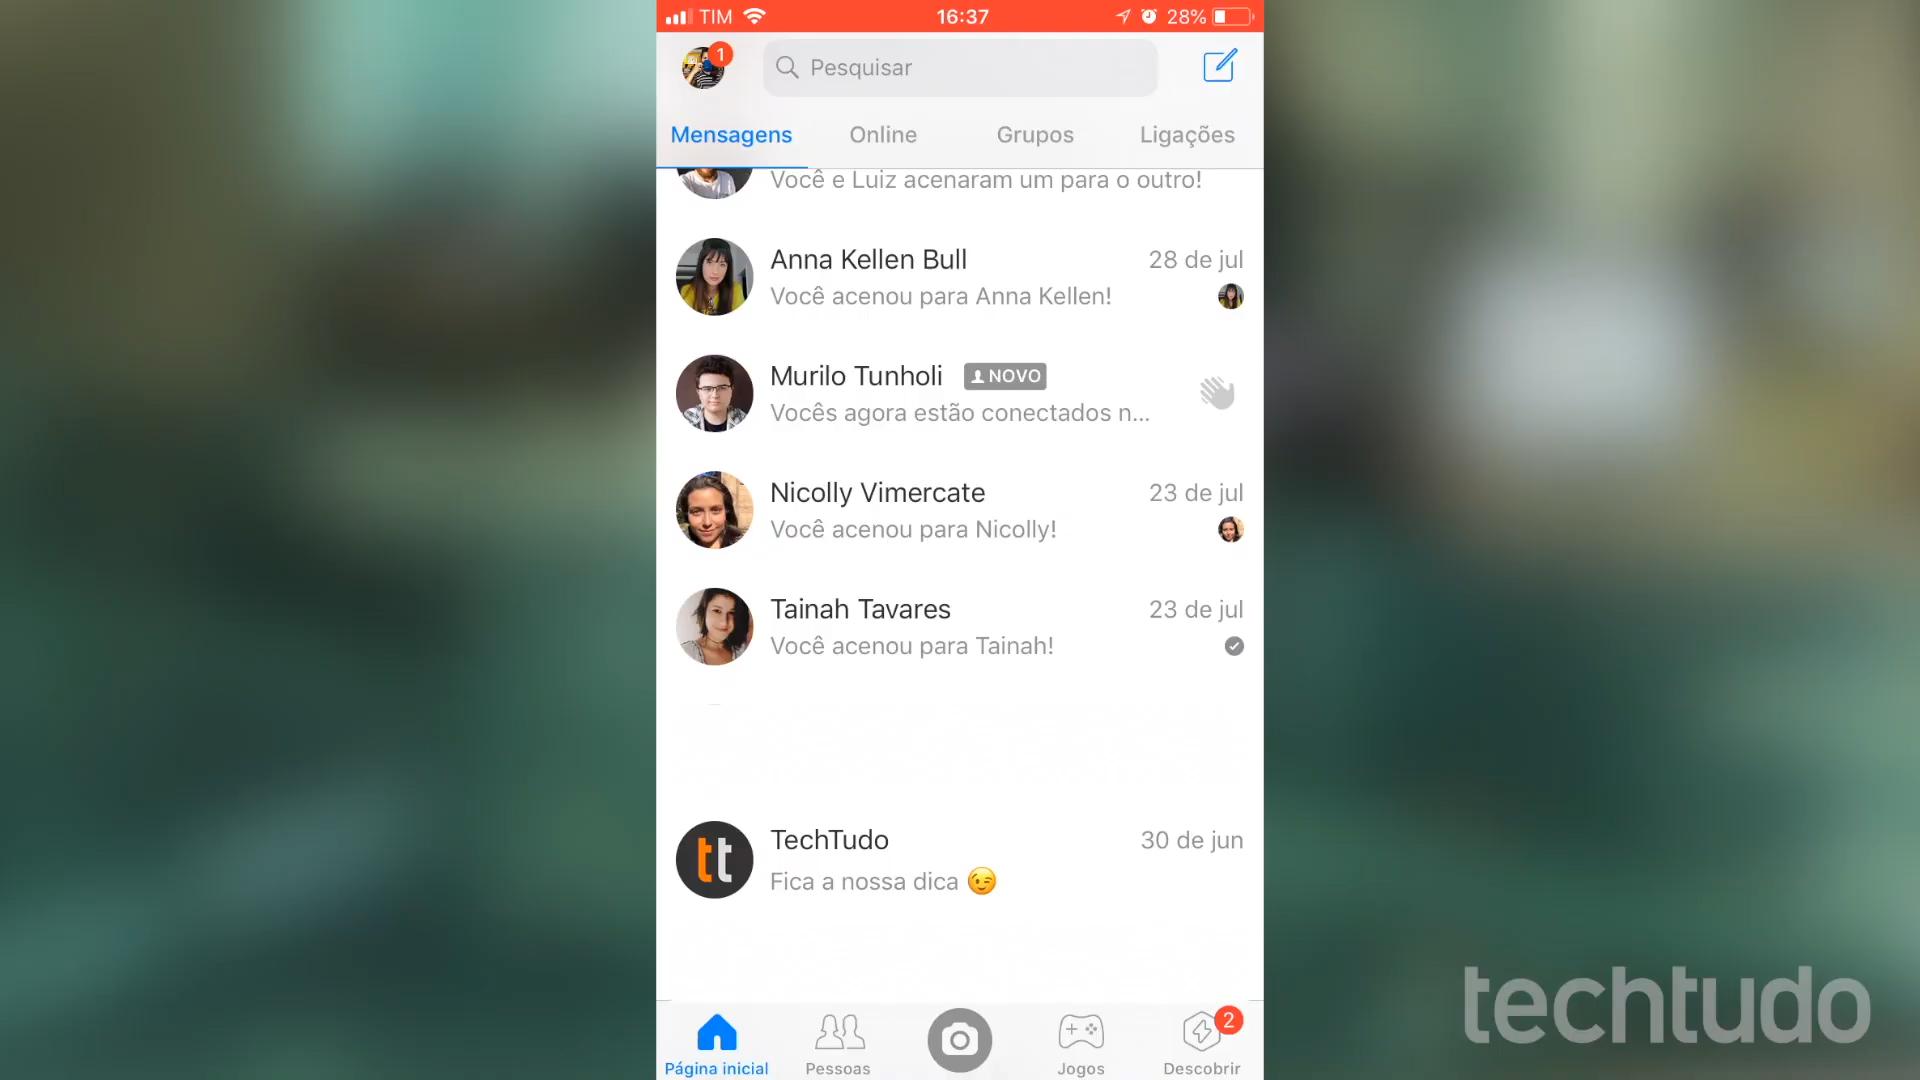 TIM 16:37 28%
1
Pesquisar
Mensagens Online Grupos Ligações
Você e Luiz acenaram um para o outro!
Anna Kellen Bull 28 de jul
Você acenou para Anna Kellen!
Murilo Tunholi NOVO
Vocês agora estão conectados n...
Nicolly Vimercate 23 de jul
Você acenou para Nicolly!
Tainah Tavares 23 de jul
Você acenou para Tainah!
tt
TechTudo 30 de jun
Fica a nossa dica 😉
2
Página inicial Pessoas Jogos Descobrir
techtudo